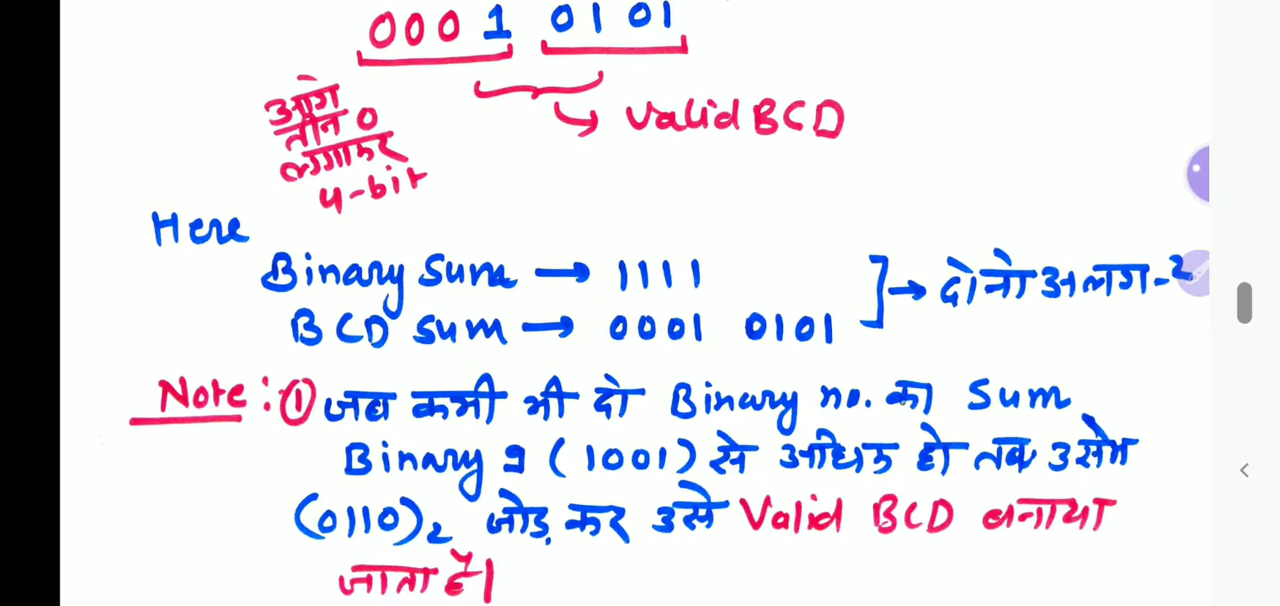 0001 0101
आगे
तीन 0
लगाकर
4-bit
→ Valid BCD
Here
Binary Sum → 1111
BCD Sum → 0001 0101
] → दोनो अलग-2
Note: ① जब कभी भी दो Binary no. का Sum
Binary 9 (1001) से अधिक हो तब उसमे
(0110)₂ जोड़ कर उसे Valid BCD बनाया
जाता है।